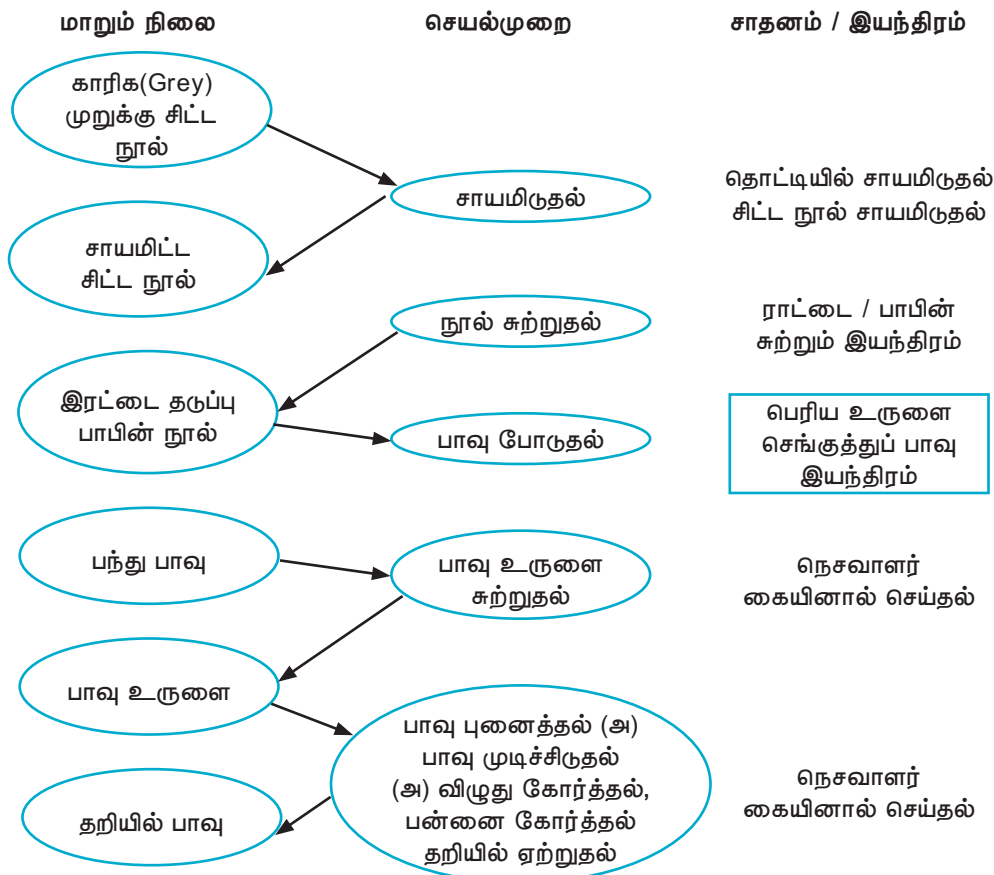 மாறும் நிலை
செயல்முறை
சாதனம் / இயந்திரம்
காரிக(Grey)
முறுக்கு சிட்ட
நூல்
சாயமிடுதல்
தொட்டியில் சாயமிடுதல்
சிட்ட நூல் சாயமிடுதல்
சாயமிட்ட
சிட்ட நூல்
நூல் சுற்றுதல்
ராட்டை / பாபின்
சுற்றும் இயந்திரம்
இரட்டை தடுப்பு
பாபின் நூல்
பாவு போடுதல்
பெரிய உருளை
செங்குத்துப் பாவு
இயந்திரம்
பந்து பாவு
பாவு உருளை
சுற்றுதல்
நெசவாளர்
கையினால் செய்தல்
பாவு உருளை
பாவு புனைத்தல் (அ)
பாவு முடிச்சிடுதல்
(அ) விழுது கோர்த்தல்,
பன்னை கோர்த்தல்
தறியில் ஏற்றுதல்
நெசவாளர்
கையினால் செய்தல்
தறியில் பாவு